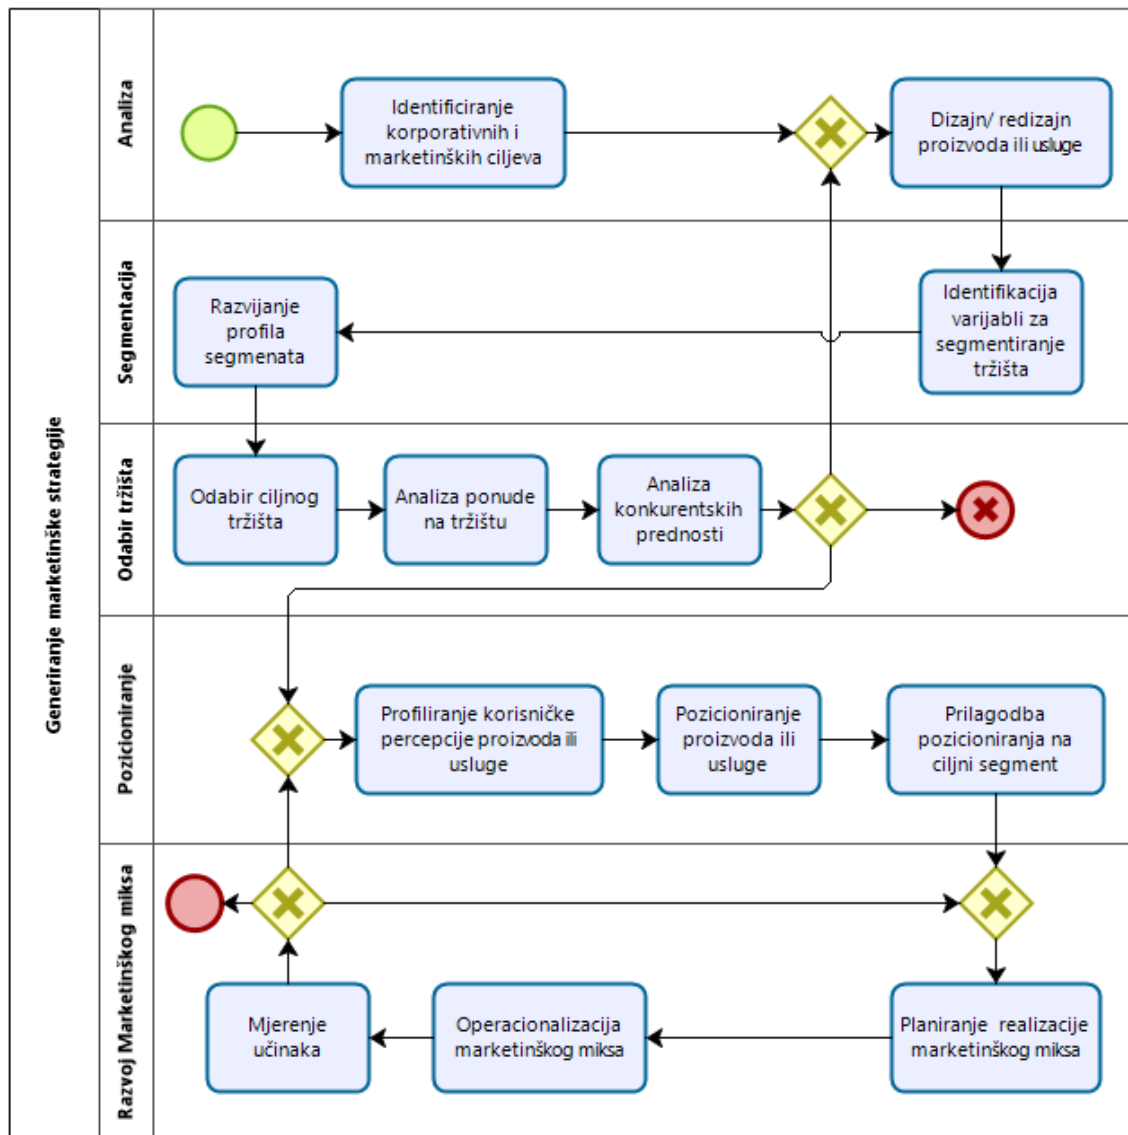 Generiranje marketinške strategije
Analiza
Identificiranje
korporativnih i
marketinških ciljeva
Dizajn/ redizajn
proizvoda ili usluge
Segmentacija
Razvijanje
profila
segmenata
Identifikacija
varijabli za
segmentiranje
tržišta
Odabir tržišta
Odabir ciljnog
tržišta
Analiza ponude
na tržištu
Analiza
konkurentskih
prednosti
Pozicioniranje
Profiliranje korisničke
percepcije proizvoda ili
usluge
Pozicioniranje
proizvoda ili
usluge
Prilagodba
pozicioniranja na
ciljni segment
Razvoj Marketinškog miksa
Mjerenje
učinaka
Operacionalizacija
marketinškog miksa
Planiranje realizacije
marketinškog miksa